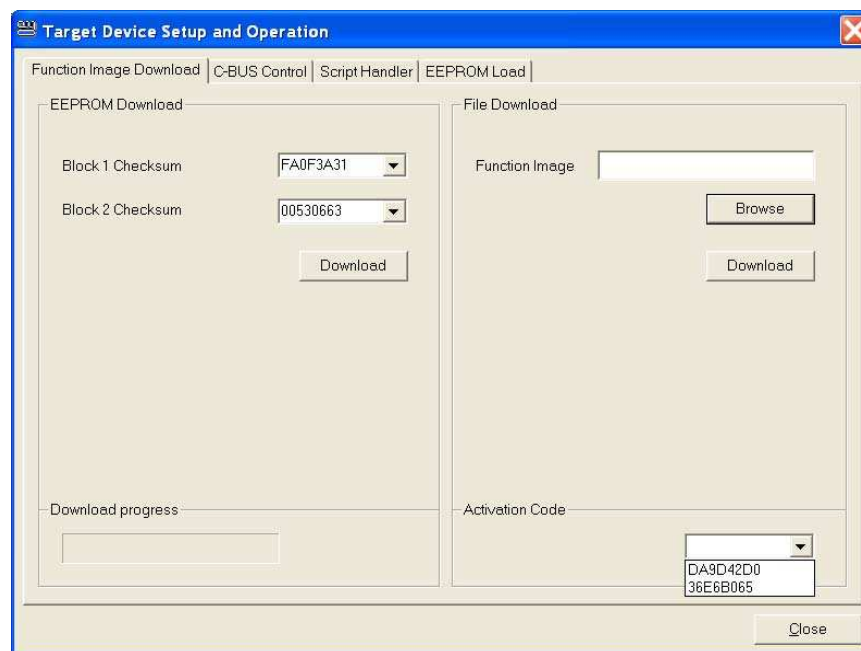 Target Device Setup and Operation
Function Image Download C-BUS Control Script Handler EEPROM Load
EEPROM Download
Block 1 Checksum FA0F3A31
Block 2 Checksum 00530663
Download
File Download
Function Image
Browse
Download
Download progress
Activation Code
DA9D42D0
36E6B065
Close